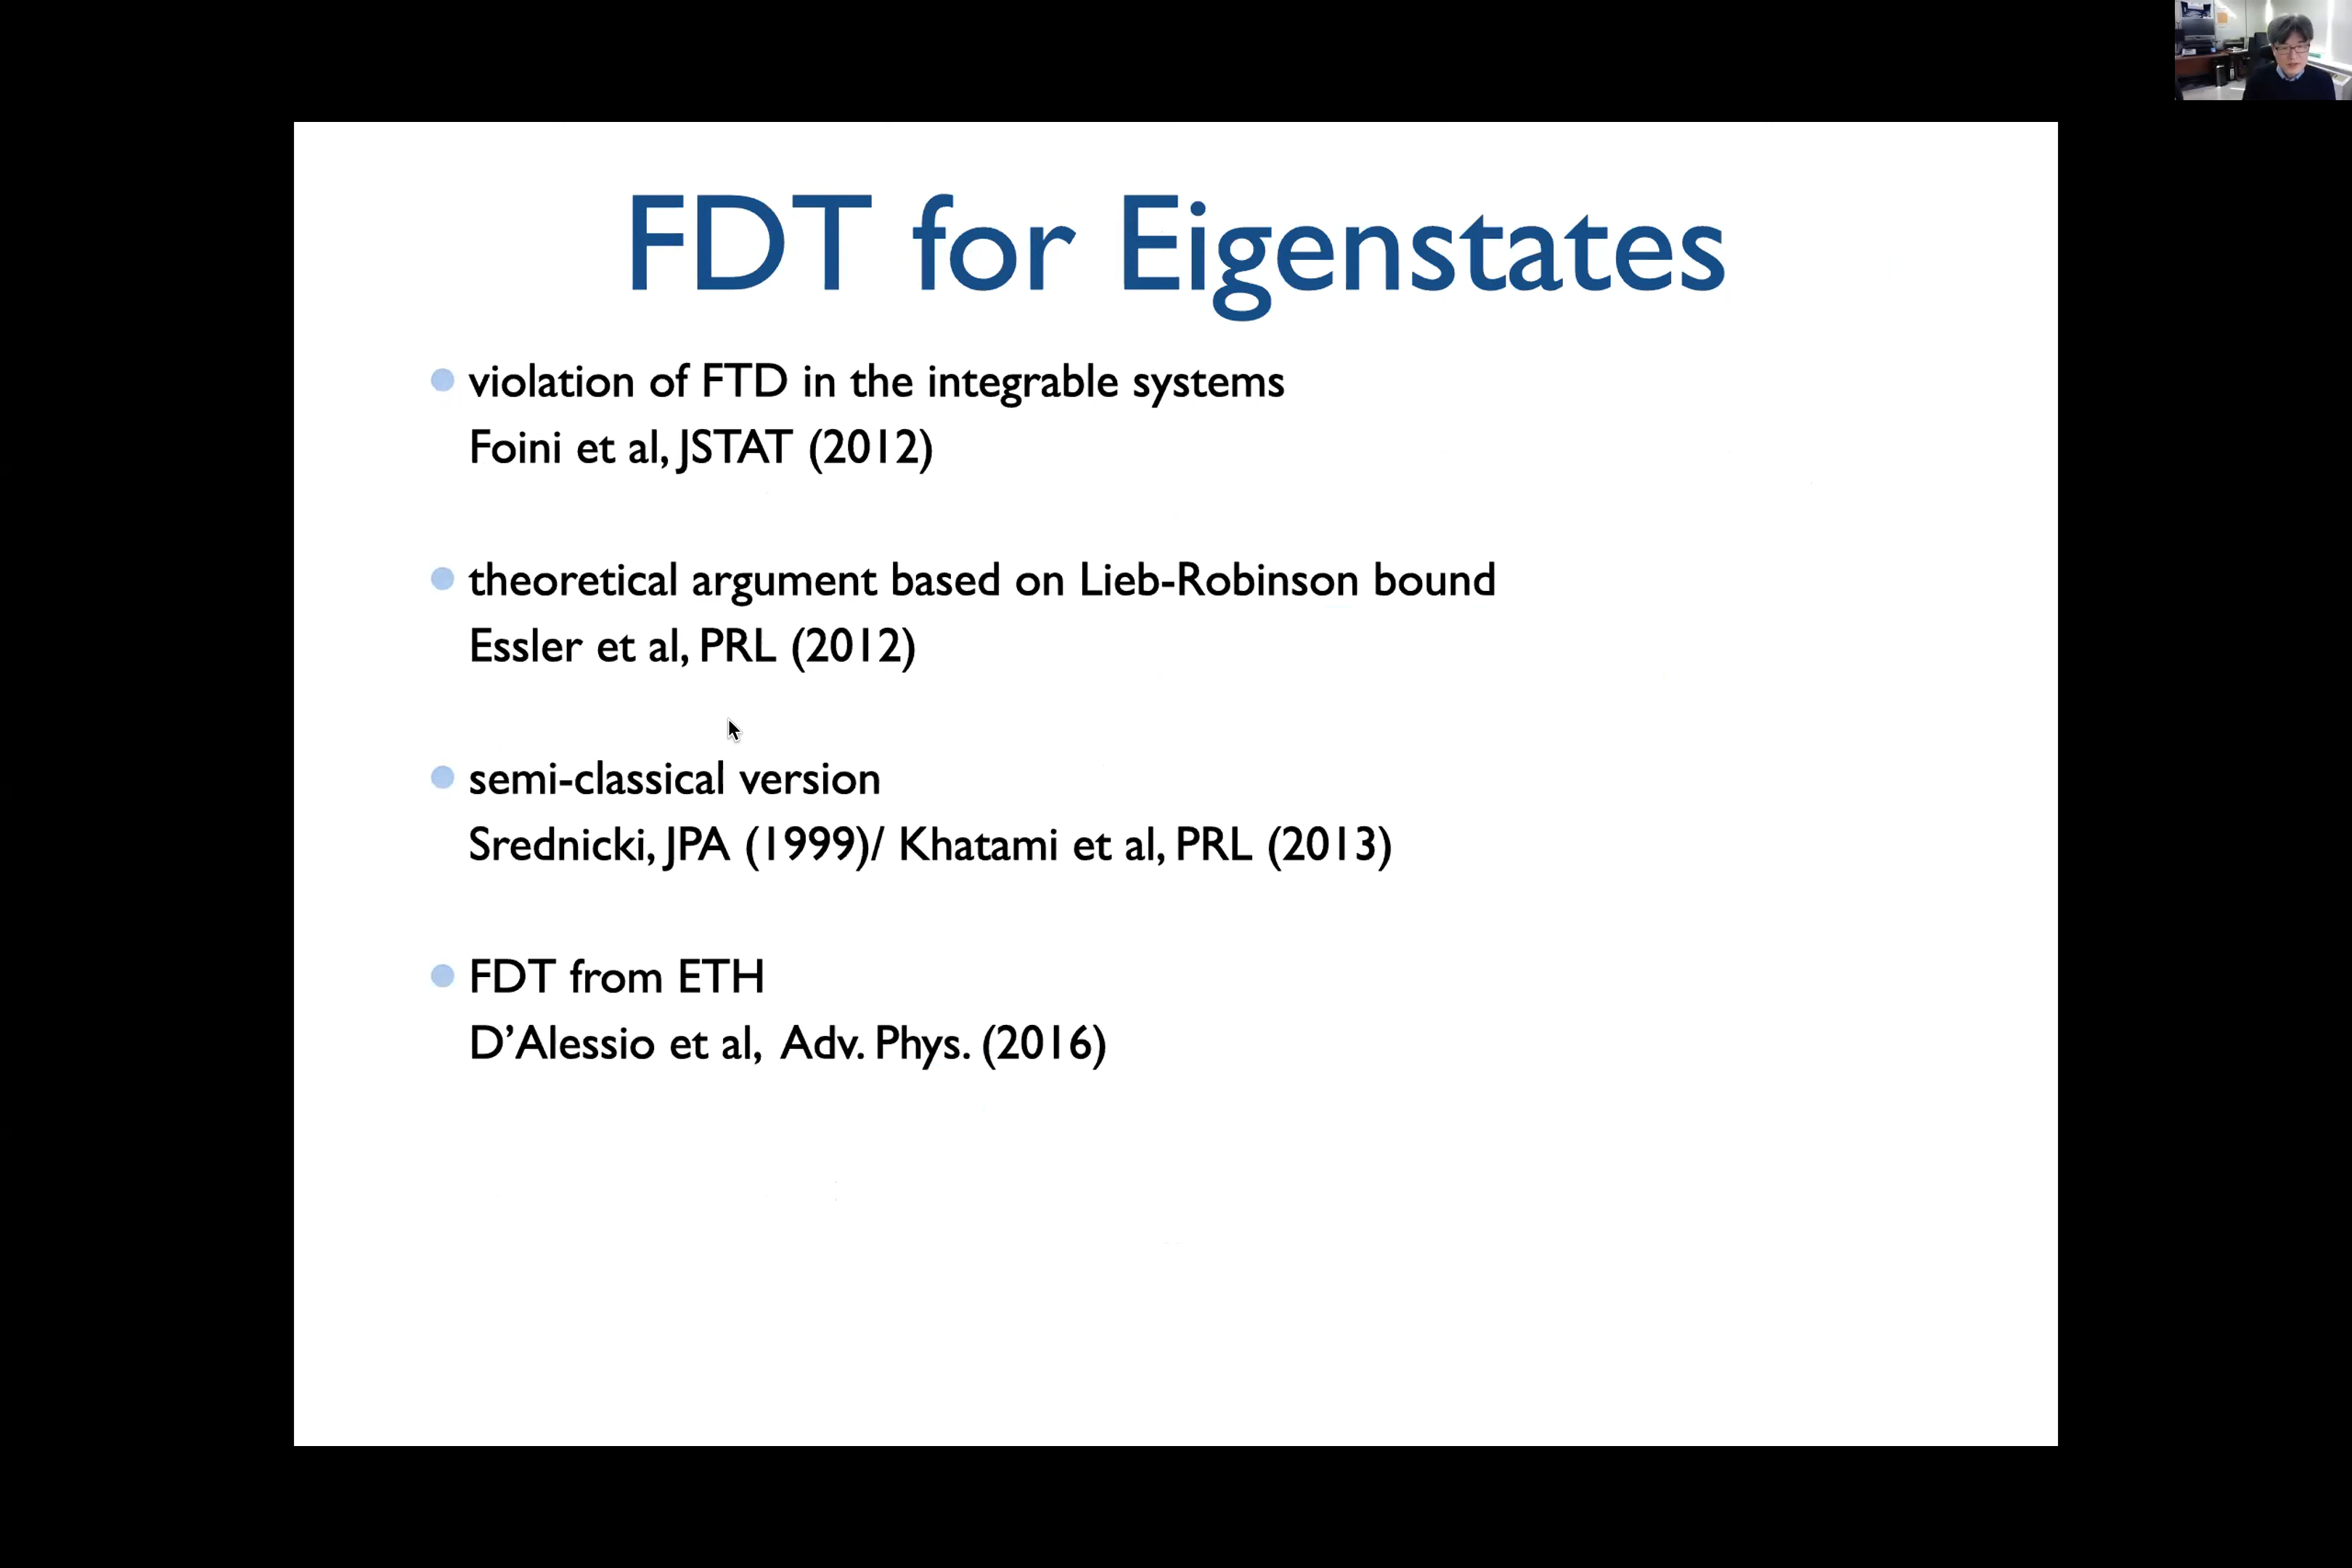 FDT for Eigenstates
violation of FTD in the integrable systems
Foini et al, JSTAT (2012)
theoretical argument based on Lieb-Robinson bound
Essler et al, PRL (2012)
semi-classical version
Srednicki, JPA (1999)/ Khatami et al, PRL (2013)
FDT from ETH
D’Alessio et al, Adv. Phys. (2016)